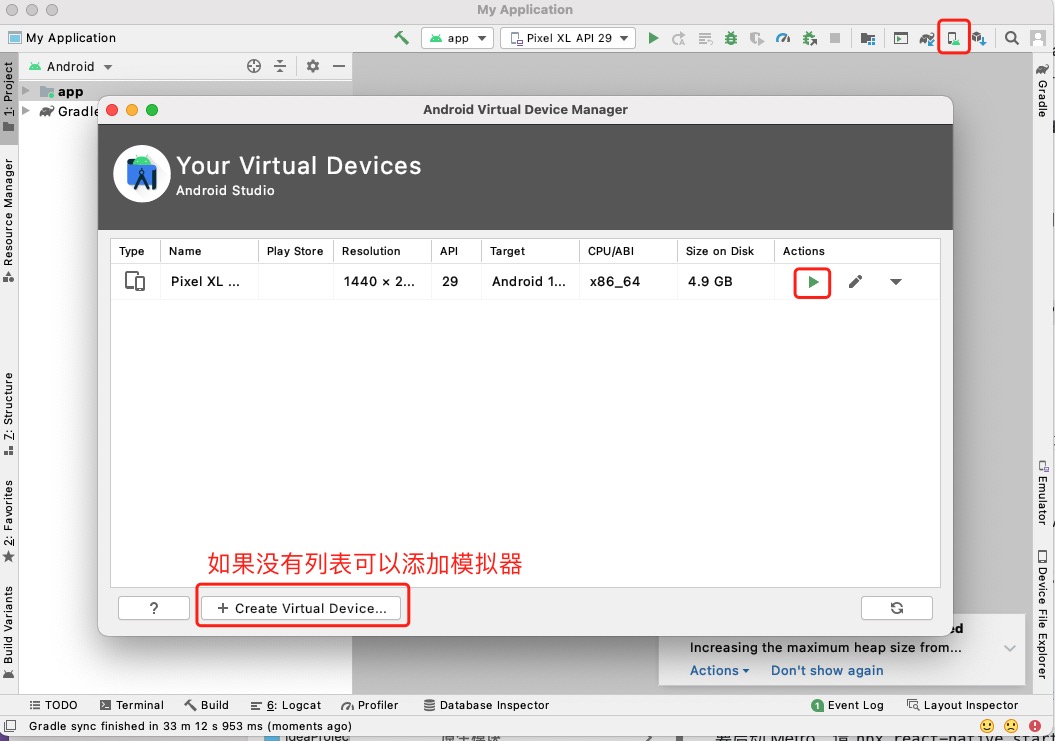 My Application
My Application
app
Pixel XL API 29
Android
app
Gradle
1: Project
Resource Manager
Z: Structure
2: Favorites
Build Variants
Gradle
Emulator
Device File Explorer
Android Virtual Device Manager
Your Virtual Devices
Android Studio
Type Name Play Store Resolution API Target CPU/ABI Size on Disk Actions
Pixel XL ... 1440 × 2... 29 Android 1... x86_64 4.9 GB
如果没有列表可以添加模拟器
? + Create Virtual Device...
ed
Increasing the maximum heap size from...
Actions Don't show again
TODO Terminal Build 6: Logcat Profiler Database Inspector 1 Event Log Layout Inspector
Gradle sync finished in 33 m 12 s 953 ms (moments ago)